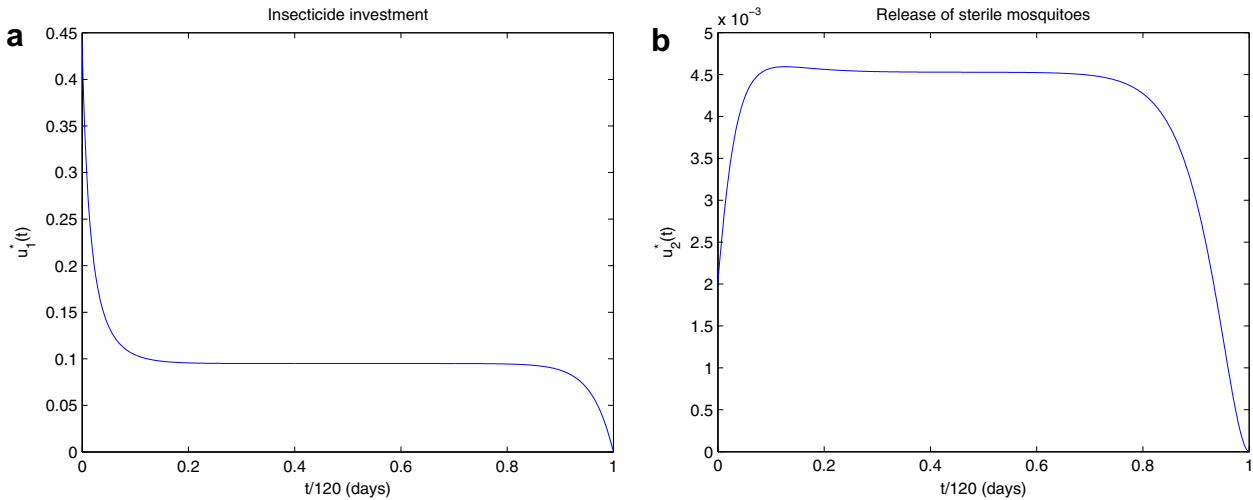 a
Insecticide investment
0.45
0.4
0.35
0.3
0.25
0.2
0.15
0.1
0.05
0
u₁*(t)
0 0.2 0.4 0.6 0.8 1
t/120 (days)
b
Release of sterile mosquitoes
x 10⁻³
5
4.5
4
3.5
3
2.5
2
1.5
1
0.5
0
u₂*(t)
0 0.2 0.4 0.6 0.8 1
t/120 (days)